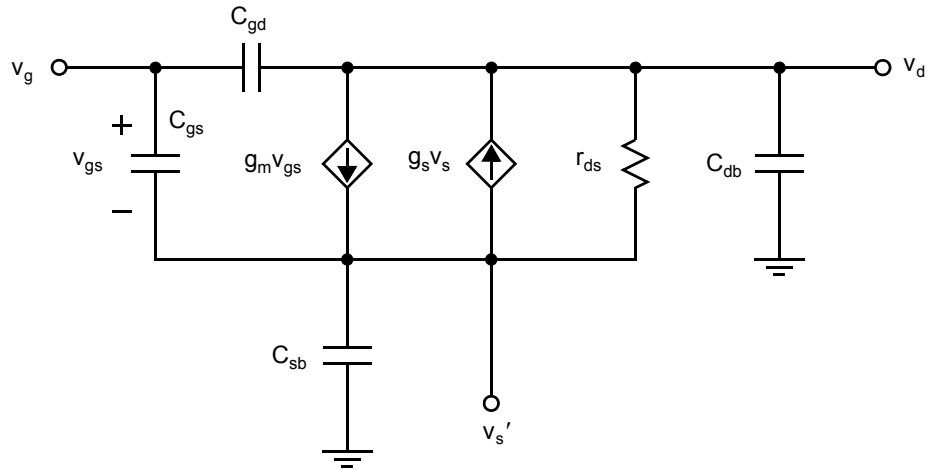 C_gd
v_g
v_d
+
C_gs
v_gs
g_m v_gs
g_s v_s
r_ds
C_db
−
C_sb
v_s′